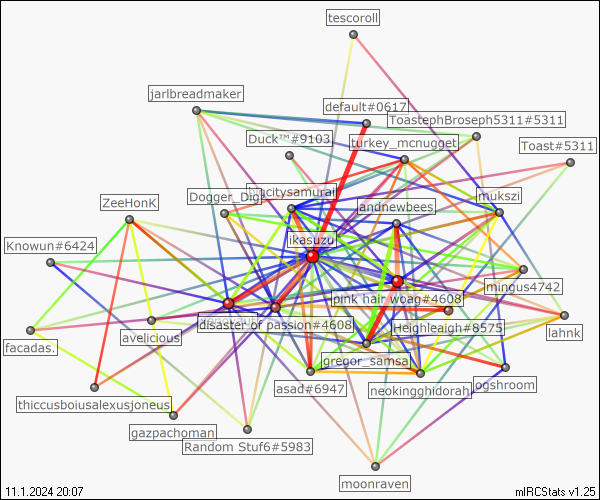 tescoroll
jarlbreadmaker
default#0617
ToastephBroseph5311#5311
Duck™#9103
turkey_mcnugget
Toast#5311
Dogger_Dig
mukszi
ZeeHonK
andnewbees
ikasuzu
Knowun#6424
mingus4742
pink hair woag#4608
disaster of passion#4608
Heighleaigh#8575
lahnk
avelicious
facadas.
gregor_samsa
asad#6947
neokingghidorah
ogshroom
thiccusboiusalexusjoneus
gazpachoman
Random Stuf6#5983
moonraven
11.1.2024 20:07
mIRCStats v1.25